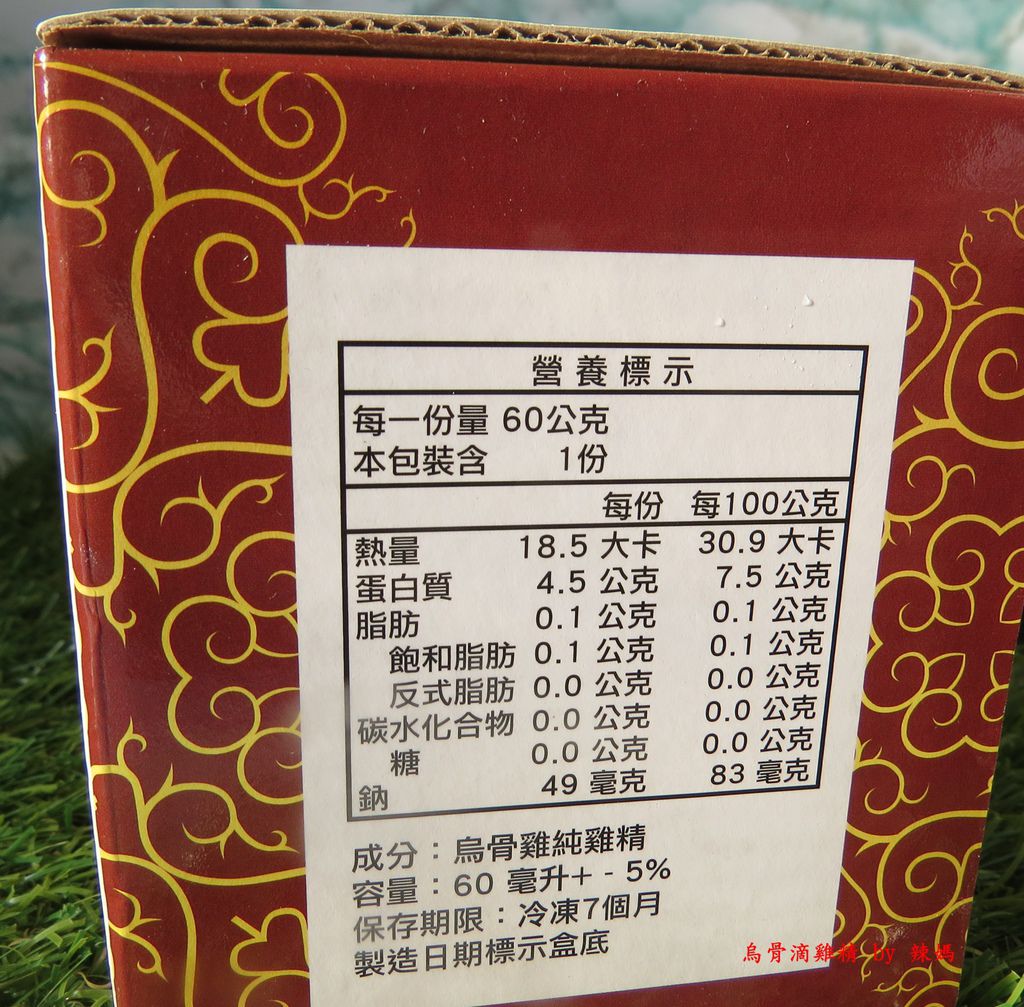 營養標示
每一份量 60公克
本包裝含 1份
每份 每100公克
熱量 18.5 大卡 30.9 大卡
蛋白質 4.5 公克 7.5 公克
脂肪 0.1 公克 0.1 公克
飽和脂肪 0.1 公克 0.1 公克
反式脂肪 0.0 公克 0.0 公克
碳水化合物 0.0 公克 0.0 公克
糖 0.0 公克 0.0 公克
鈉 49 毫克 83 毫克
成分：烏骨雞純雞精
容量：60 毫升+ - 5%
保存期限：冷凍7個月
製造日期標示盒底
烏骨滴雞精 by 辣媽